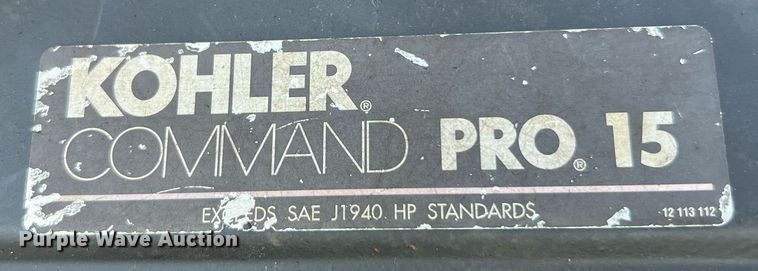 KOHLER®
COMMAND PRO® 15
EXCEEDS SAE J1940 HP STANDARDS
12 113 112
Purple Wave Auction